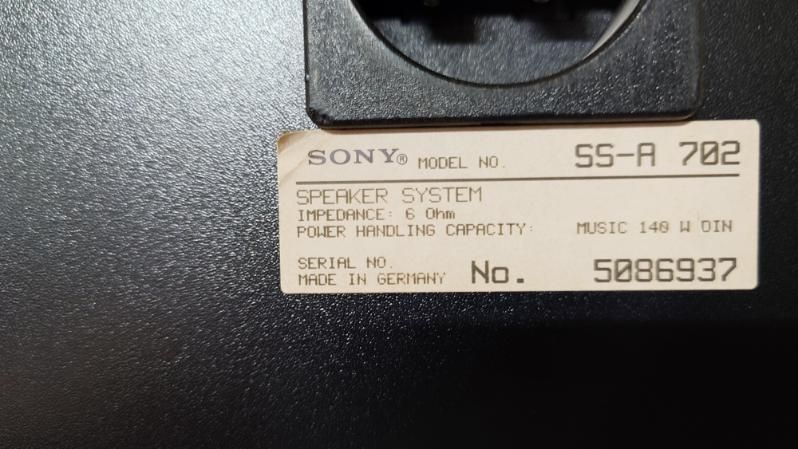 SONY® MODEL NO. SS-A 702
SPEAKER SYSTEM
IMPEDANCE: 6 Ohm
POWER HANDLING CAPACITY: MUSIC 140 W DIN
SERIAL NO.
MADE IN GERMANY No. 5086937